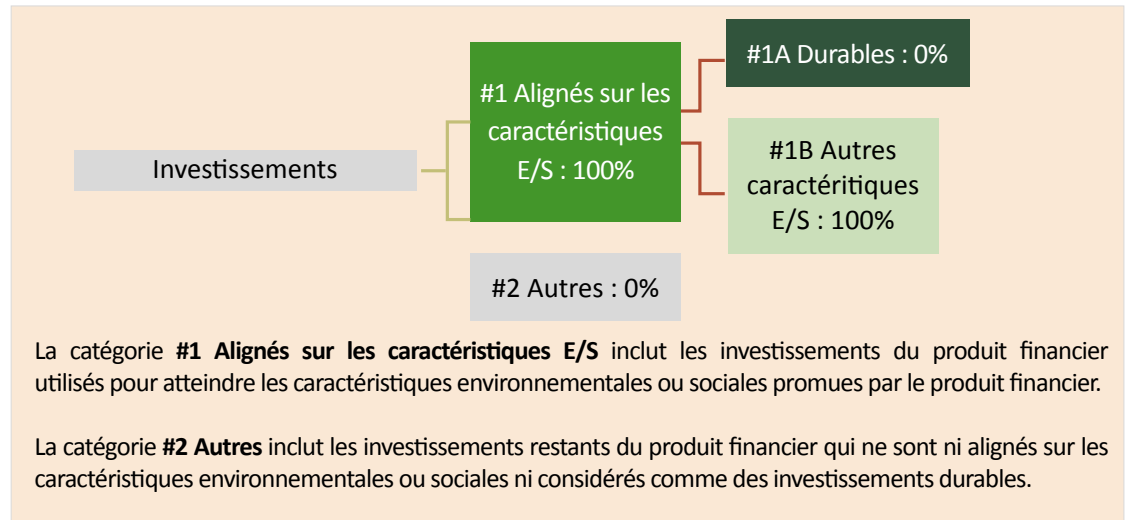 #1A Durables : 0%
#1 Alignés sur les
caractéristiques
E/S : 100%
Investissements
#1B Autres
caractéritiques
E/S : 100%
#2 Autres : 0%
La catégorie #1 Alignés sur les caractéristiques E/S inclut les investissements du produit financier
utilisés pour atteindre les caractéristiques environnementales ou sociales promues par le produit financier.
La catégorie #2 Autres inclut les investissements restants du produit financier qui ne sont ni alignés sur les
caractéristiques environnementales ou sociales ni considérés comme des investissements durables.